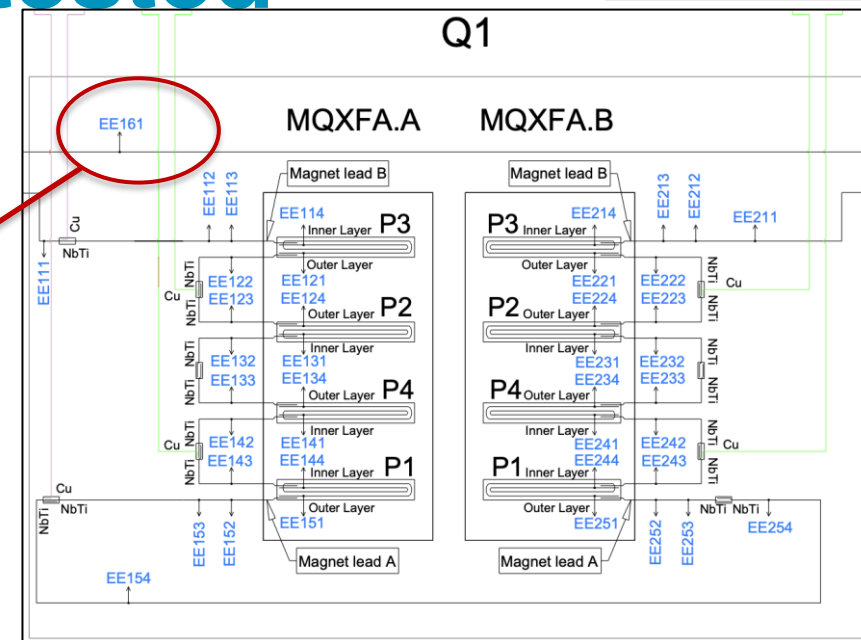 Q1
EE161
MQXFA.A MQXFA.B
Magnet lead B
Magnet lead B
EE112
EE113
EE114
Inner Layer
P3
Cu
NbTi
EE111
Outer Layer
NbTi
EE122
EE121
Cu
EE123
EE124
NbTi
Outer Layer
P2
Inner Layer
NbTi
EE132
EE131
EE133
EE134
NbTi
Outer Layer
P4
Inner Layer
NbTi
Cu
EE142
EE141
EE143
EE144
NbTi
Inner Layer
P1
Outer Layer
Cu
NbTi
NbTi
EE153
EE152
EE151
Magnet lead A
EE154
EE214
EE213
EE212
EE211
P3
Inner Layer
Outer Layer
EE221
EE222
NbTi
Cu
EE224
EE223
NbTi
P2
Outer Layer
Inner Layer
EE231
EE232
NbTi
EE234
EE233
NbTi
P4
Outer Layer
Inner Layer
EE241
EE242
NbTi
Cu
EE244
EE243
NbTi
P1
Inner Layer
Outer Layer
EE251
EE252
EE253
NbTi NbTi
EE254
Magnet lead A